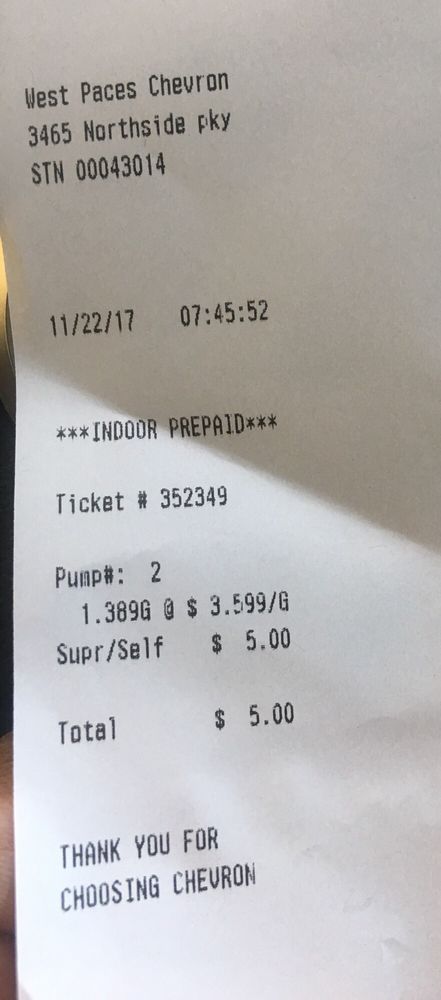 West Paces Chevron
3465 Northside pky
STN 00043014
11/22/17 07:45:52
***INDOOR PREPAID***
Ticket # 352349
Pump#: 2
1.389G @ $ 3.599/G
Supr/Self $ 5.00
Total $ 5.00
THANK YOU FOR
CHOOSING CHEVRON